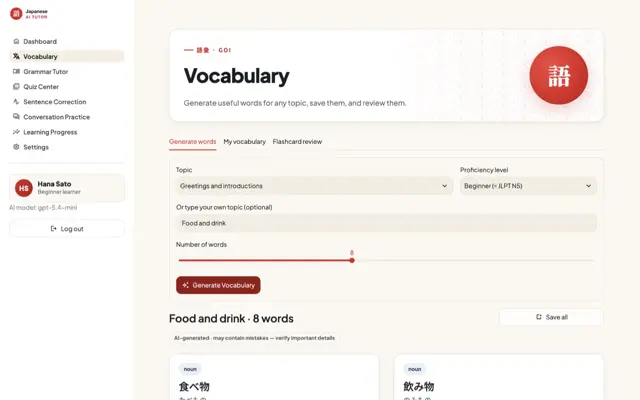 語
Japanese
AI TUTOR
Dashboard
Vocabulary
Grammar Tutor
Quiz Center
Sentence Correction
Conversation Practice
Learning Progress
Settings
HS
Hana Sato
Beginner learner
AI model: gpt-5.4-mini
Log out
語彙 · GOI
Vocabulary
Generate useful words for any topic, save them, and review them.
語
Generate words
My vocabulary
Flashcard review
Topic
Proficiency level
Greetings and introductions
Beginner (≈ JLPT N5)
Or type your own topic (optional)
Food and drink
Number of words
8
Generate Vocabulary
Food and drink · 8 words
Save all
AI-generated · may contain mistakes — verify important details
noun
食べ物
noun
飲み物